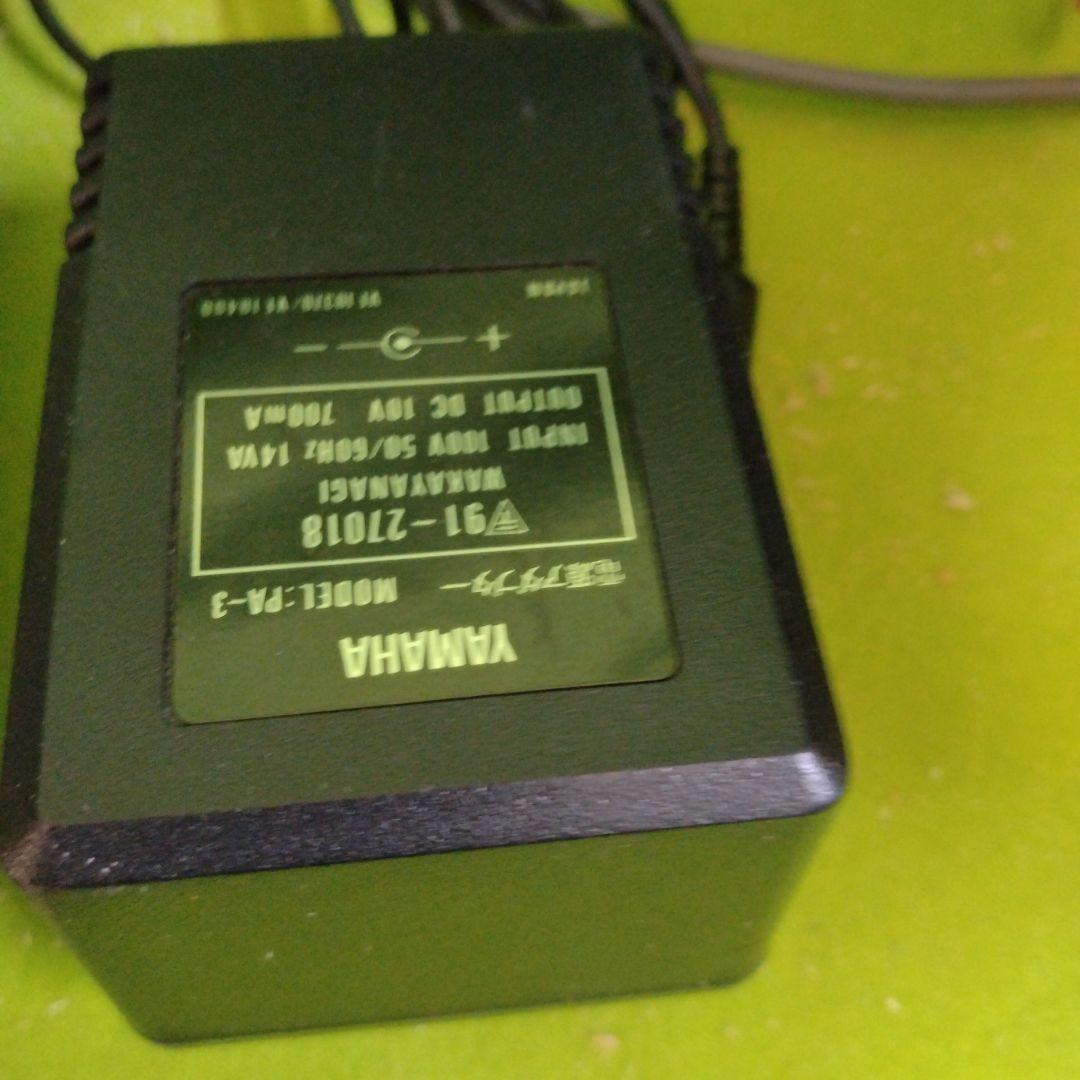 YAMAHA
電源アダプター MODEL:PA-3
91-27018
WAKAYANAGI
INPUT 100V 50/60Hz 14VA
OUTPUT DC 10V 700mA
+ −